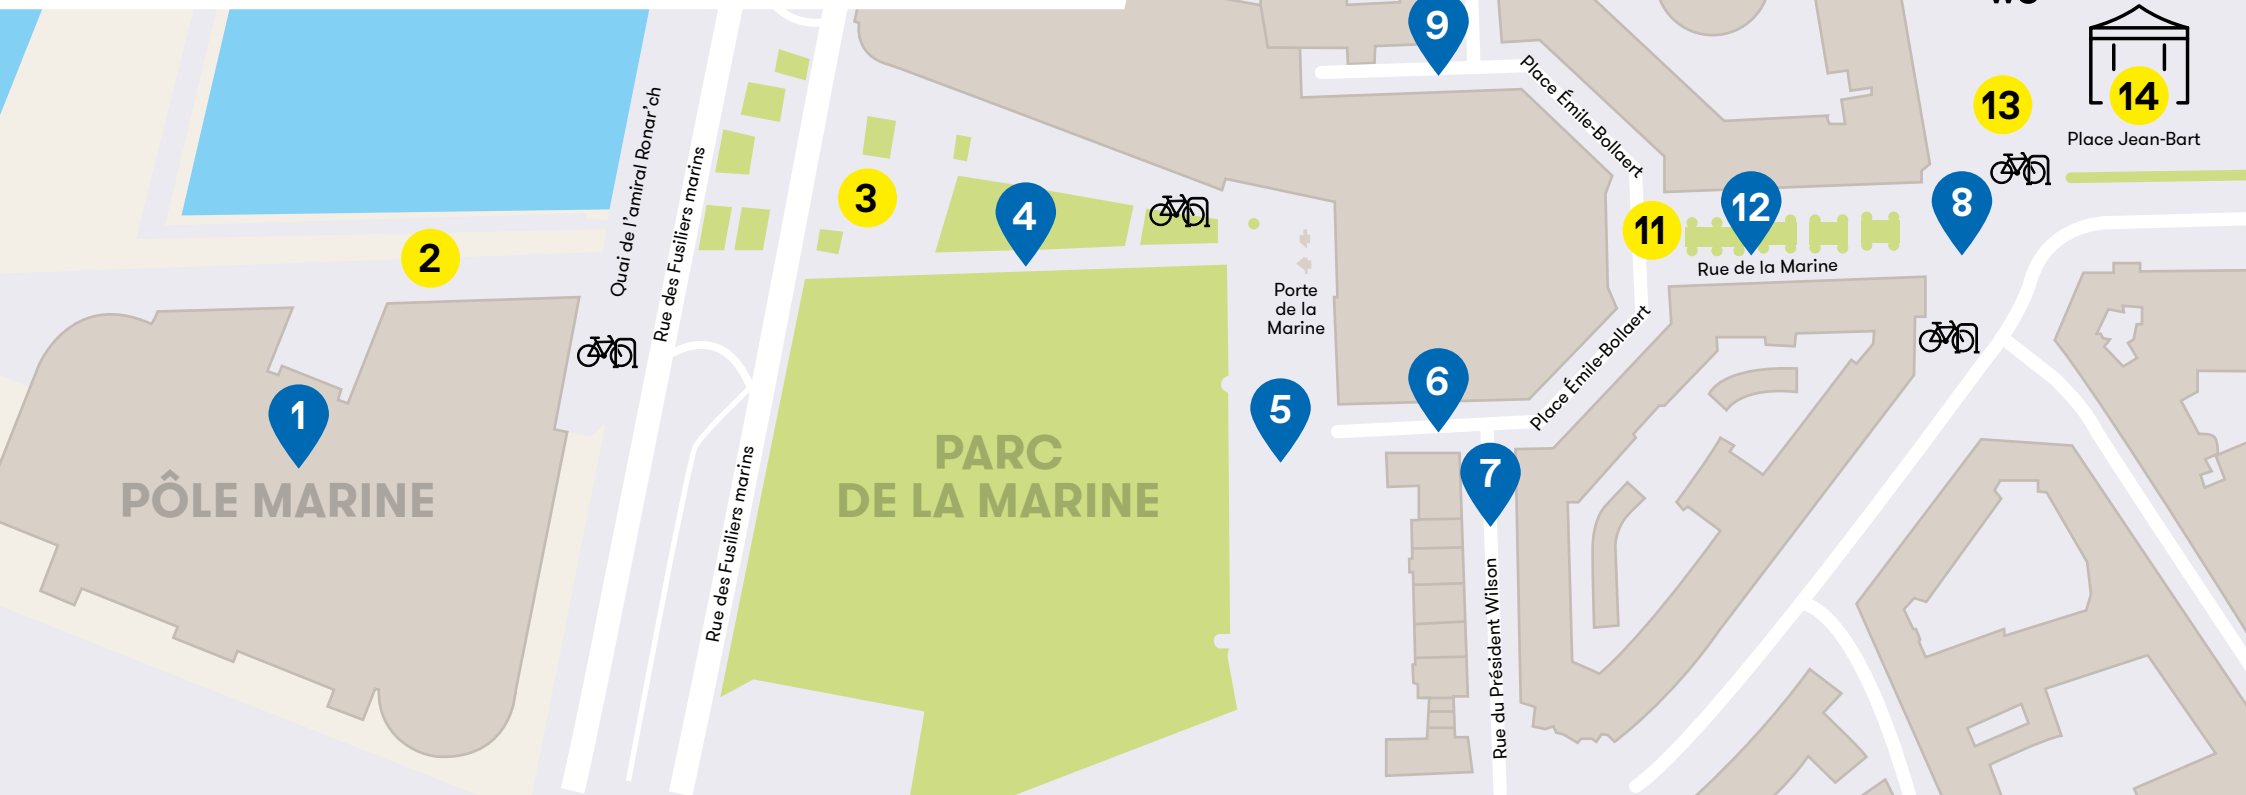 9
14
13
Place Jean-Bart
Place Émile-Bollaert
Quai de l'amiral Ronar'ch
Rue des Fusiliers marins
3
4
12
8
11
2
Rue de la Marine
Porte
de la
Marine
Place Émile-Bollaert
6
5
1
7
PARC
DE LA MARINE
PÔLE MARINE
Rue des Fusiliers marins
Rue du Président Wilson